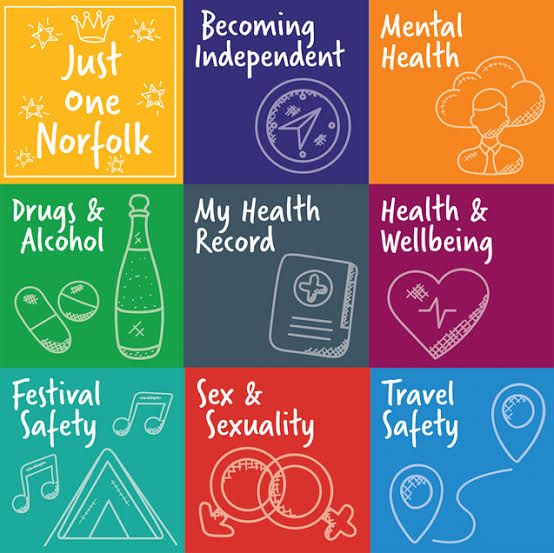 Just
One
Norfolk
Becoming
Independent
Mental
Health
Drugs &
Alcohol
My Health
Record
Health &
Wellbeing
Festival
Safety
Sex &
Sexuality
Travel
Safety